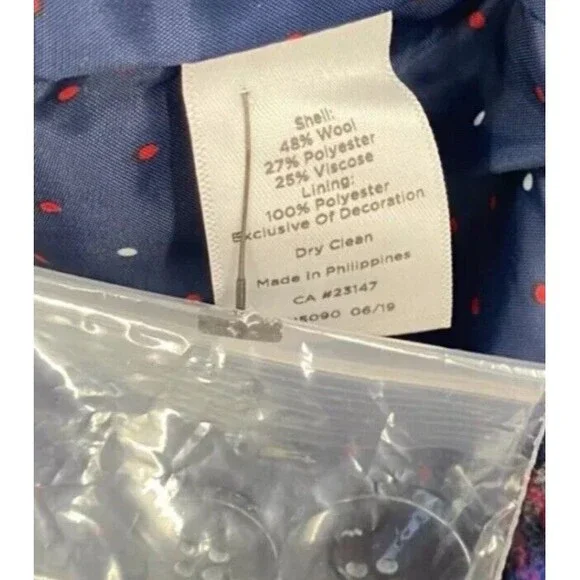 Shell:
48% Wool
27% Polyester
25% Viscose
Lining:
100% Polyester
Exclusive Of Decoration
Dry Clean
Made In Philippines
CA #23147
06/19